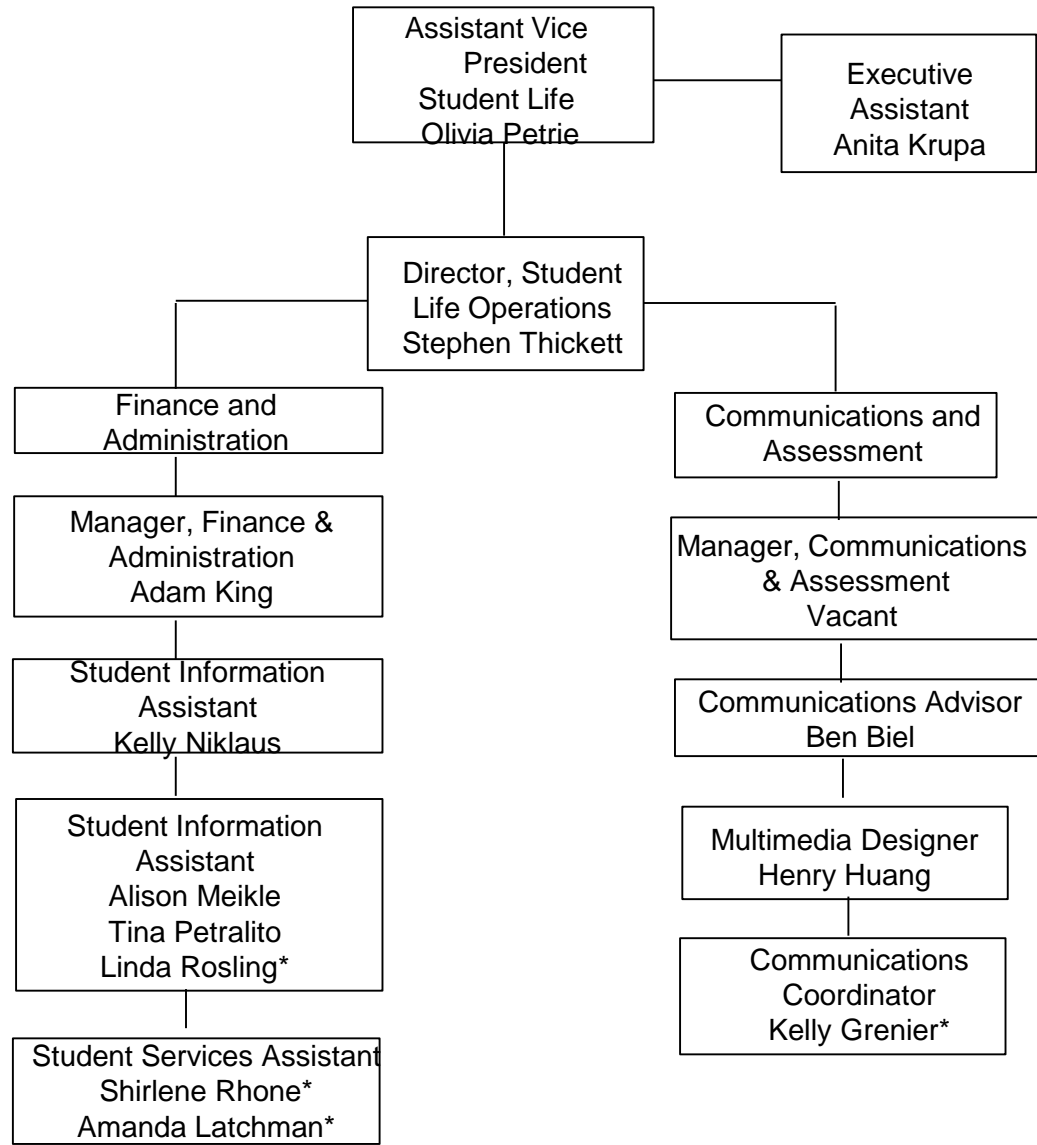 Assistant Vice
President
Student Life
Olivia Petrie
Executive
Assistant
Anita Krupa
Director, Student
Life Operations
Stephen Thickett
Finance and
Administration
Manager, Finance &
Administration
Adam King
Student Information
Assistant
Kelly Niklaus
Student Information
Assistant
Alison Meikle
Tina Petralito
Linda Rosling*
Student Services Assistant
Shirlene Rhone*
Amanda Latchman*
Communications and
Assessment
Manager, Communications
& Assessment
Vacant
Communications Advisor
Ben Biel
Multimedia Designer
Henry Huang
Communications
Coordinator
Kelly Grenier*